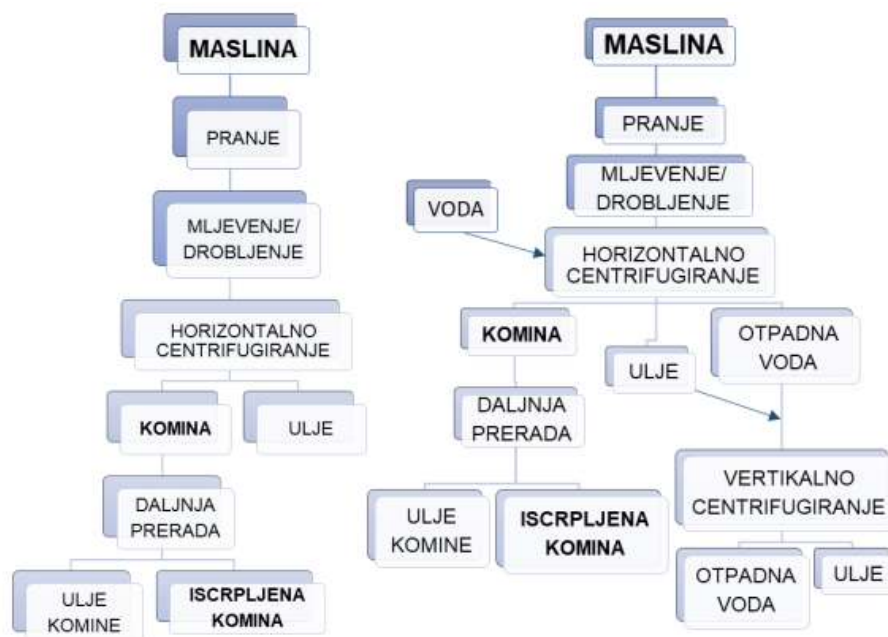 MASLINA
PRANJE
MLJEVENJE/
DROBLJENJE
HORIZONTALNO
CENTRIFUGIRANJE
KOMINA
ULJE
DALJNJA
PRERADA
ULJE
KOMINE
ISCRPLJENA
KOMINA
MASLINA
PRANJE
MLJEVENJE/
DROBLJENJE
VODA
HORIZONTALNO
CENTRIFUGIRANJE
KOMINA
ULJE
OTPADNA
VODA
DALJNJA
PRERADA
ULJE
KOMINE
ISCRPLJENA
KOMINA
VERTIKALNO
CENTRIFUGIRANJE
OTPADNA
VODA
ULJE